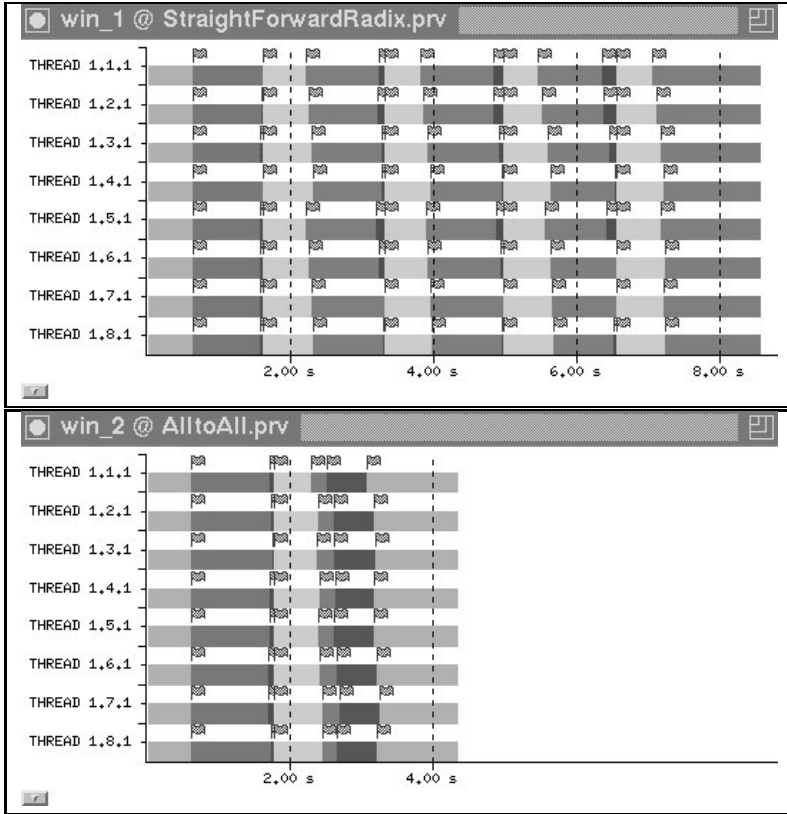 win_1 @ StraightForwardRadix.prv
THREAD 1.1.1
THREAD 1.2.1
THREAD 1.3.1
THREAD 1.4.1
THREAD 1.5.1
THREAD 1.6.1
THREAD 1.7.1
THREAD 1.8.1
2.00 s 4.00 s 6.00 s 8.00 s
win_2 @ AlltoAll.prv
THREAD 1.1.1
THREAD 1.2.1
THREAD 1.3.1
THREAD 1.4.1
THREAD 1.5.1
THREAD 1.6.1
THREAD 1.7.1
THREAD 1.8.1
2.00 s 4.00 s